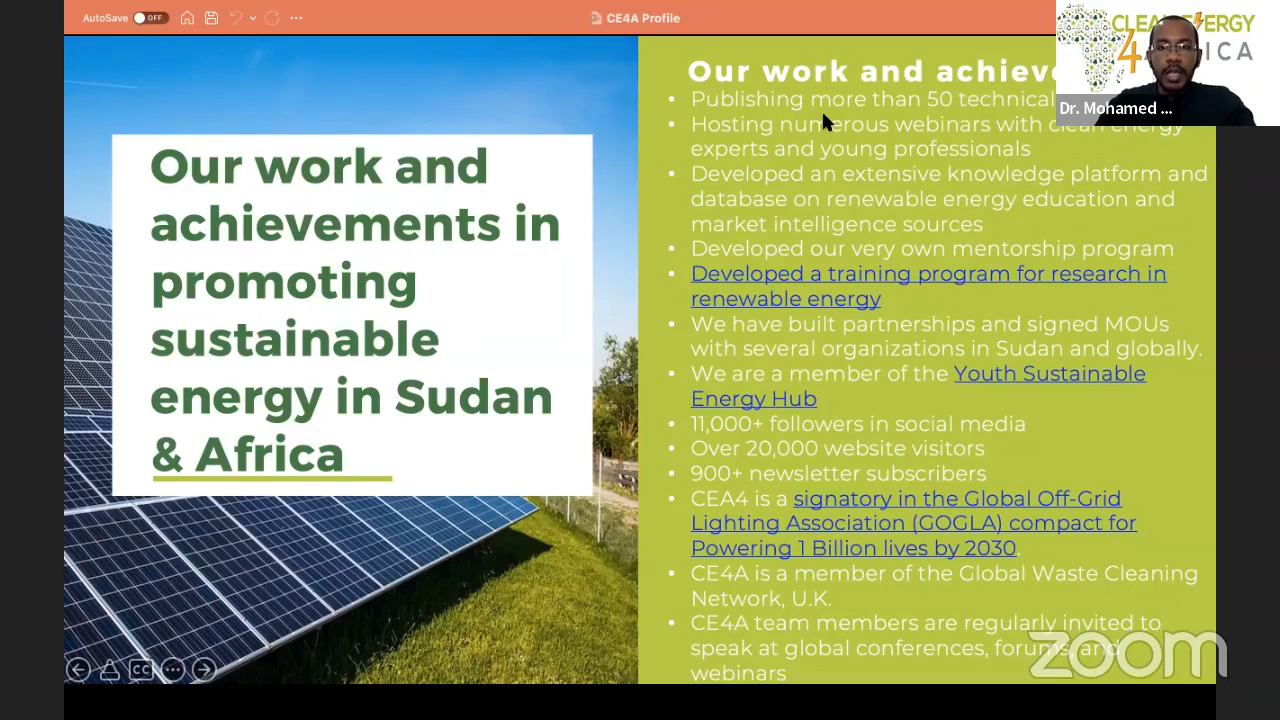 AutoSave OFF
CE4A Profile
CLEAN ENERGY
4 AFRICA
Dr. Mohamed ...
Our work and
achievements in
promoting
sustainable
energy in Sudan
& Africa
Our work and achieve
• Publishing more than 50 technical
• Hosting numerous webinars with clean energy
experts and young professionals
• Developed an extensive knowledge platform and
database on renewable energy education and
market intelligence sources
• Developed our very own mentorship program
• Developed a training program for research in
renewable energy
• We have built partnerships and signed MOUs
with several organizations in Sudan and globally.
• We are a member of the Youth Sustainable
Energy Hub
• 11,000+ followers in social media
• Over 20,000 website visitors
• 900+ newsletter subscribers
• CEA4 is a signatory in the Global Off-Grid
Lighting Association (GOGLA) compact for
Powering 1 Billion lives by 2030.
• CE4A is a member of the Global Waste Cleaning
Network, U.K.
• CE4A team members are regularly invited to
speak at global conferences, forums, and
webinars
CC
zoom